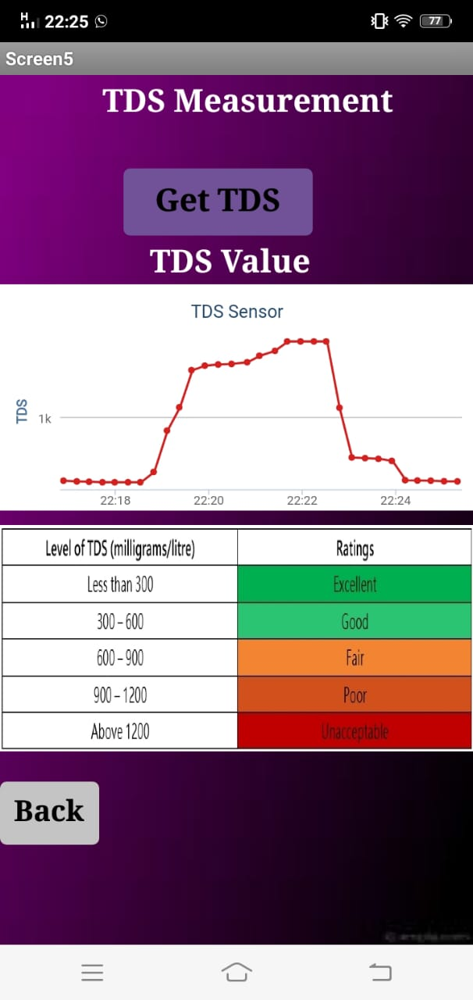 H 22:25 77
Screen5
TDS Measurement
Get TDS
TDS Value
TDS Sensor
TDS
1k
22:18 22:20 22:22 22:24
Level of TDS (milligrams/litre) Ratings
Less than 300 Excellent
300 - 600 Good
600 - 900 Fair
900 - 1200 Poor
Above 1200 Unacceptable
Back